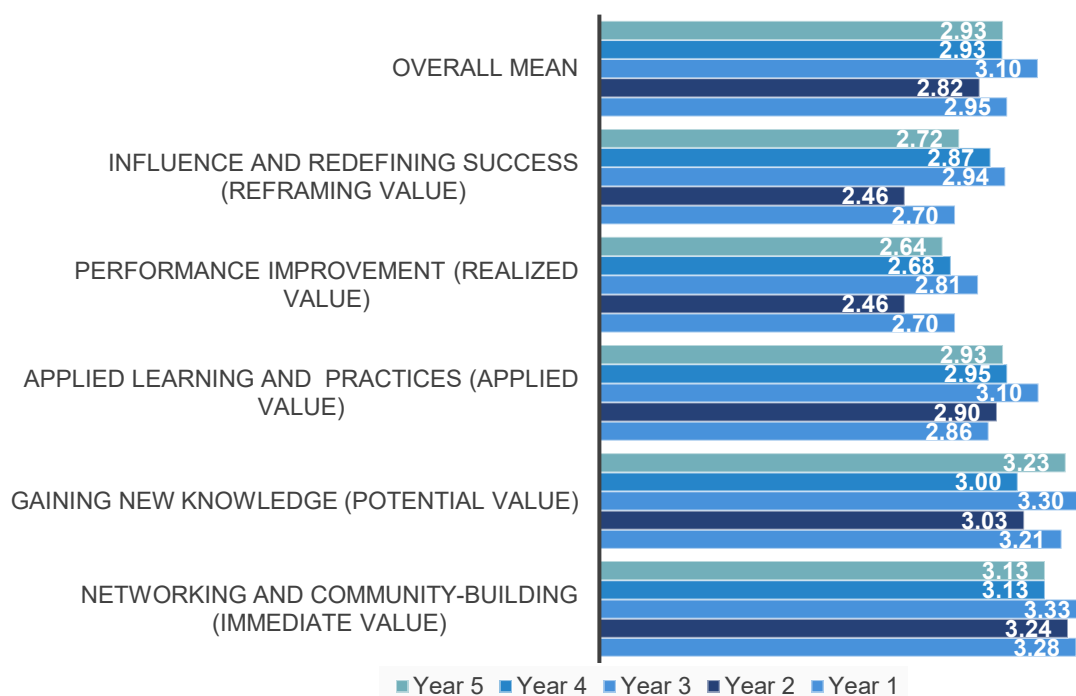 2.93
2.93
OVERALL MEAN
3.10
2.82
2.95
2.72
INFLUENCE AND REDEFINING SUCCESS
2.87
(REFRAMING VALUE)
2.94
2.46
2.70
2.64
PERFORMANCE IMPROVEMENT (REALIZED
2.68
VALUE)
2.81
2.46
2.70
2.93
APPLIED LEARNING AND PRACTICES (APPLIED
2.95
VALUE)
3.10
2.90
2.86
3.23
3.00
GAINING NEW KNOWLEDGE (POTENTIAL VALUE)
3.30
3.03
3.21
3.13
NETWORKING AND COMMUNITY-BUILDING
3.13
(IMMEDIATE VALUE)
3.33
3.24
3.28
Year 5 Year 4 Year 3 Year 2 Year 1